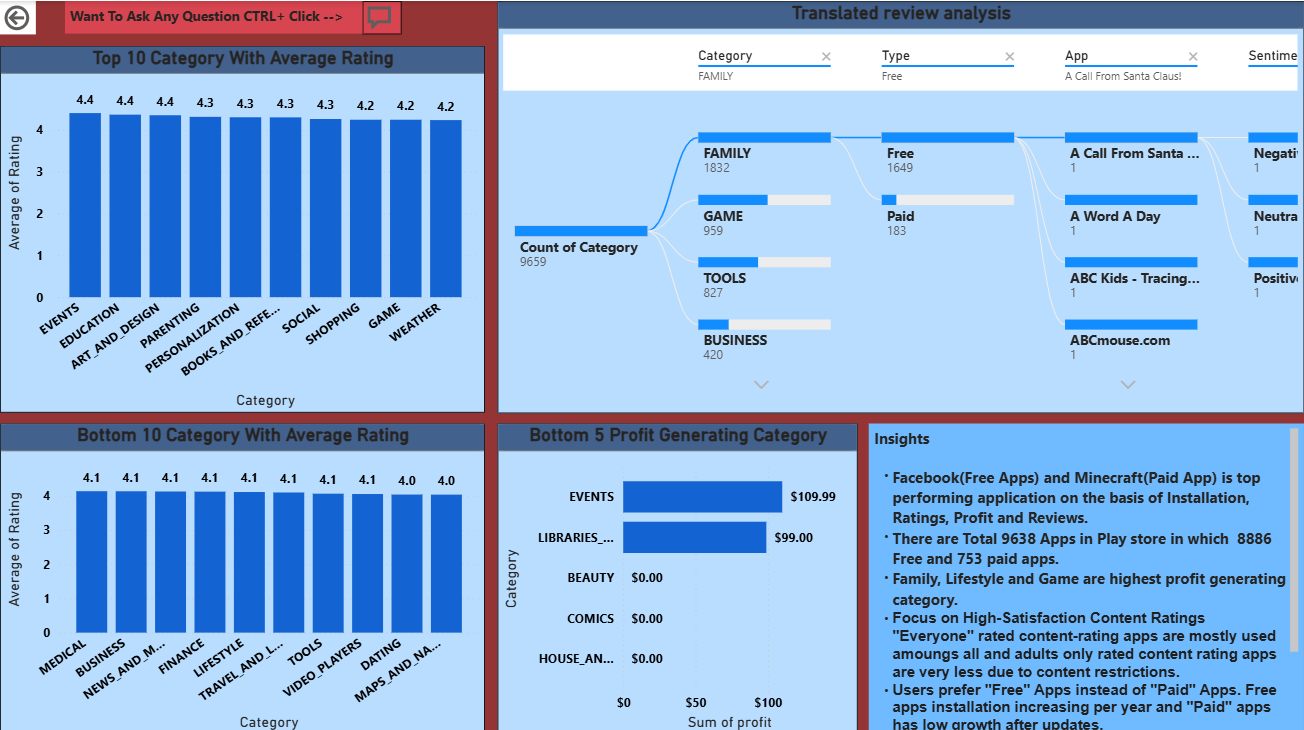 Want To Ask Any Question CTRL+ Click -->
Top 10 Category With Average Rating
4.4 4.4 4.4 4.3 4.3 4.3 4.3 4.2 4.2 4.2
Average of Rating
4
3
2
1
0
EVENTS
EDUCATION
ART_AND_DESIGN
PARENTING
PERSONALIZATION
BOOKS_AND_REFE...
SOCIAL
SHOPPING
GAME
WEATHER
Category
Translated review analysis
Category
FAMILY
Type
Free
App
A Call From Santa Claus!
Sentime
Count of Category
9659
FAMILY
1832
GAME
959
TOOLS
827
BUSINESS
420
Free
1649
Paid
183
A Call From Santa ...
1
A Word A Day
1
ABC Kids - Tracing...
1
ABCmouse.com
1
Negati
1
Neutra
1
Positiv
1
Bottom 10 Category With Average Rating
4.1 4.1 4.1 4.1 4.1 4.1 4.1 4.1 4.0 4.0
Average of Rating
4
3
2
1
0
MEDICAL
BUSINESS
NEWS_AND_M...
FINANCE
LIFESTYLE
TRAVEL_AND_L...
TOOLS
VIDEO_PLAYERS
DATING
MAPS_AND_NA...
Category
Bottom 5 Profit Generating Category
Category
EVENTS $109.99
LIBRARIES_... $99.00
BEAUTY $0.00
COMICS $0.00
HOUSE_AN... $0.00
$0 $50 $100
Sum of profit
Insights
· Facebook(Free Apps) and Minecraft(Paid App) is top
performing application on the basis of Installation,
Ratings, Profit and Reviews.
· There are Total 9638 Apps in Play store in which 8886
Free and 753 paid apps.
· Family, Lifestyle and Game are highest profit generating
category.
· Focus on High-Satisfaction Content Ratings
"Everyone" rated content-rating apps are mostly used
amoungs all and adults only rated content rating apps
are very less due to content restrictions.
· Users prefer "Free" Apps instead of "Paid" Apps. Free
apps installation increasing per year and "Paid" apps
has low growth after updates.